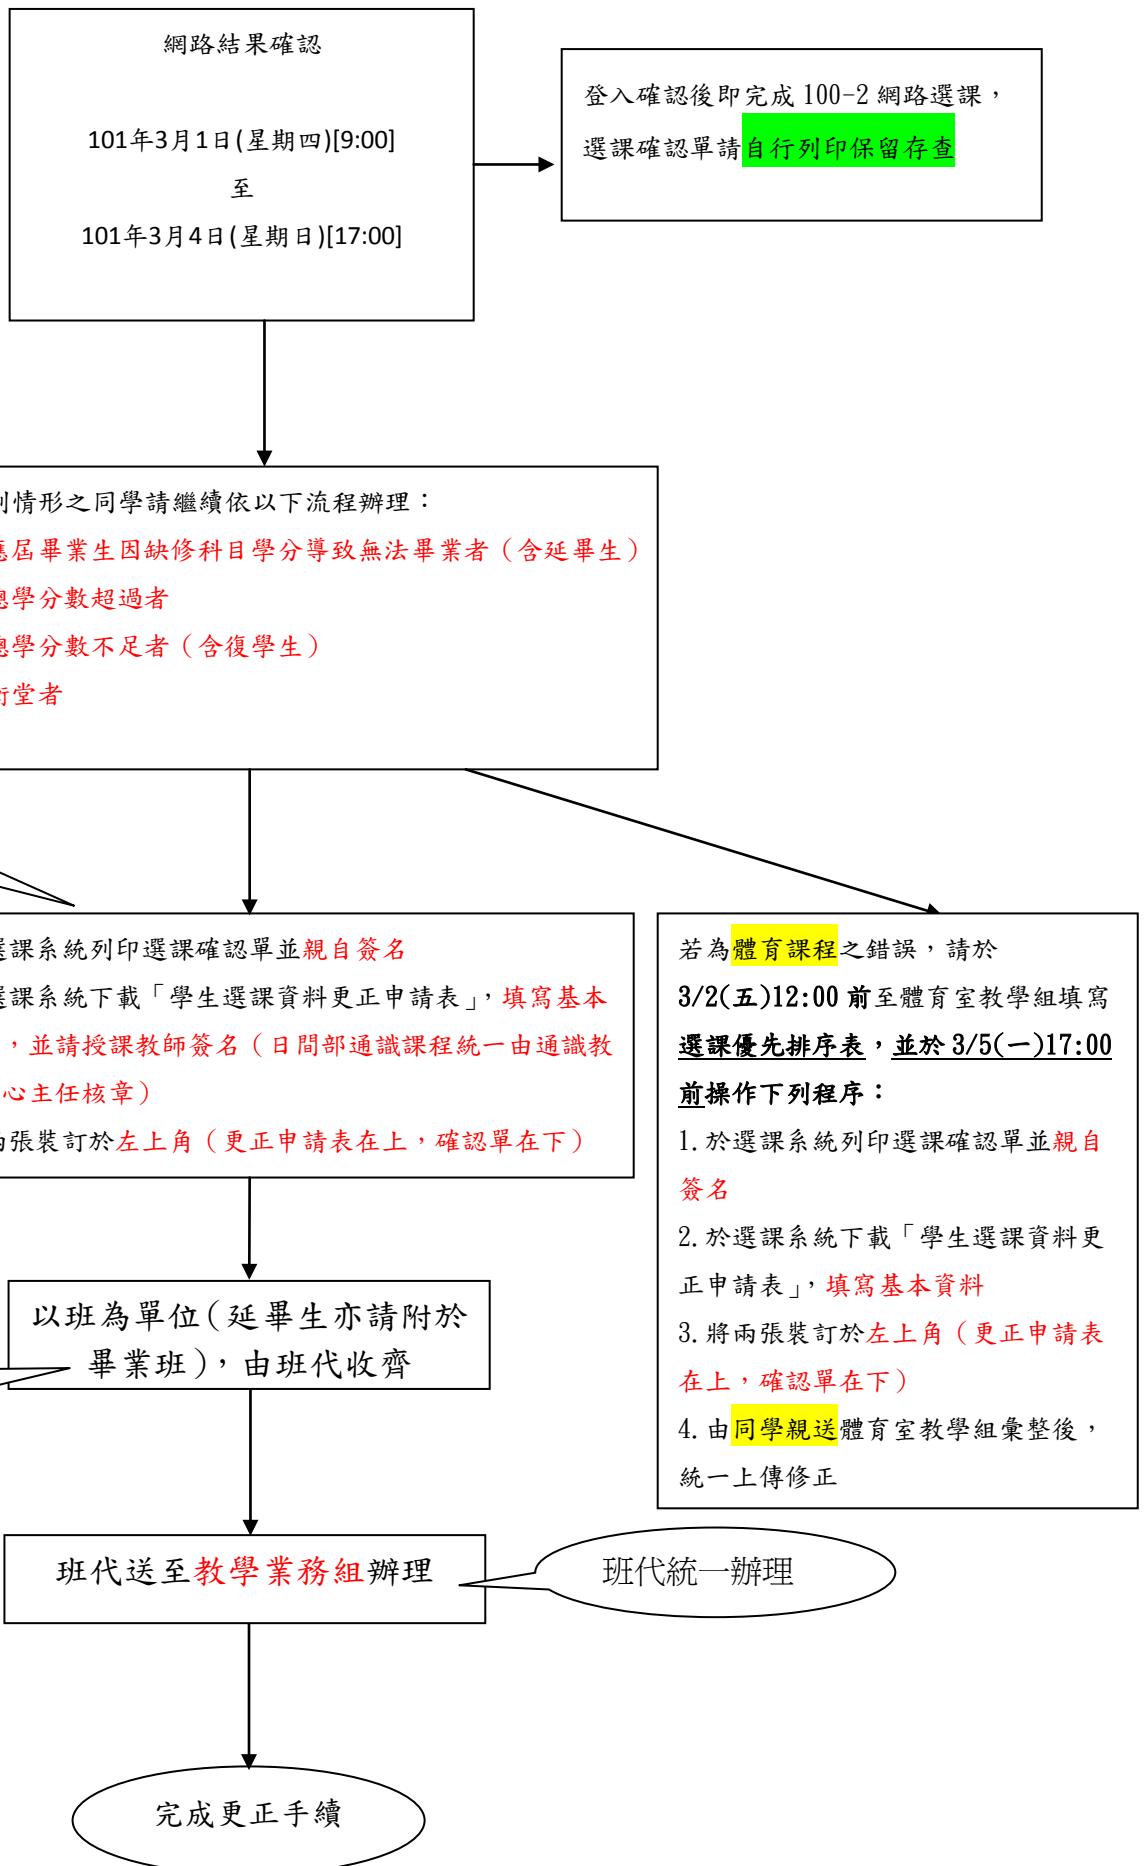 網路結果確認
101年3月1日(星期四)[9:00]
至
101年3月4日(星期日)[17:00]
登入確認後即完成 100-2 網路選課，
選課確認單請自行列印保留存查
情形之同學請繼續依以下流程辦理：
屆畢業生因缺修科目學分導致無法畢業者（含延畢生）
學分數超過者
學分數不足者（含復學生）
堂者
課系統列印選課確認單並親自簽名
課系統下載「學生選課資料更正申請表」，填寫基本
，並請授課教師簽名（日間部通識課程統一由通識教
心主任核章）
張裝訂於左上角（更正申請表在上，確認單在下）
若為體育課程之錯誤，請於
3/2(五)12:00 前至體育室教學組填寫
選課優先排序表，並於 3/5(一)17:00
前操作下列程序：
1. 於選課系統列印選課確認單並親自
簽名
2. 於選課系統下載「學生選課資料更
正申請表」，填寫基本資料
3. 將兩張裝訂於左上角（更正申請表
在上，確認單在下）
4. 由同學親送體育室教學組彙整後，
統一上傳修正
以班為單位(延畢生亦請附於
畢業班)，由班代收齊
班代送至教學業務組辦理
班代統一辦理
完成更正手續